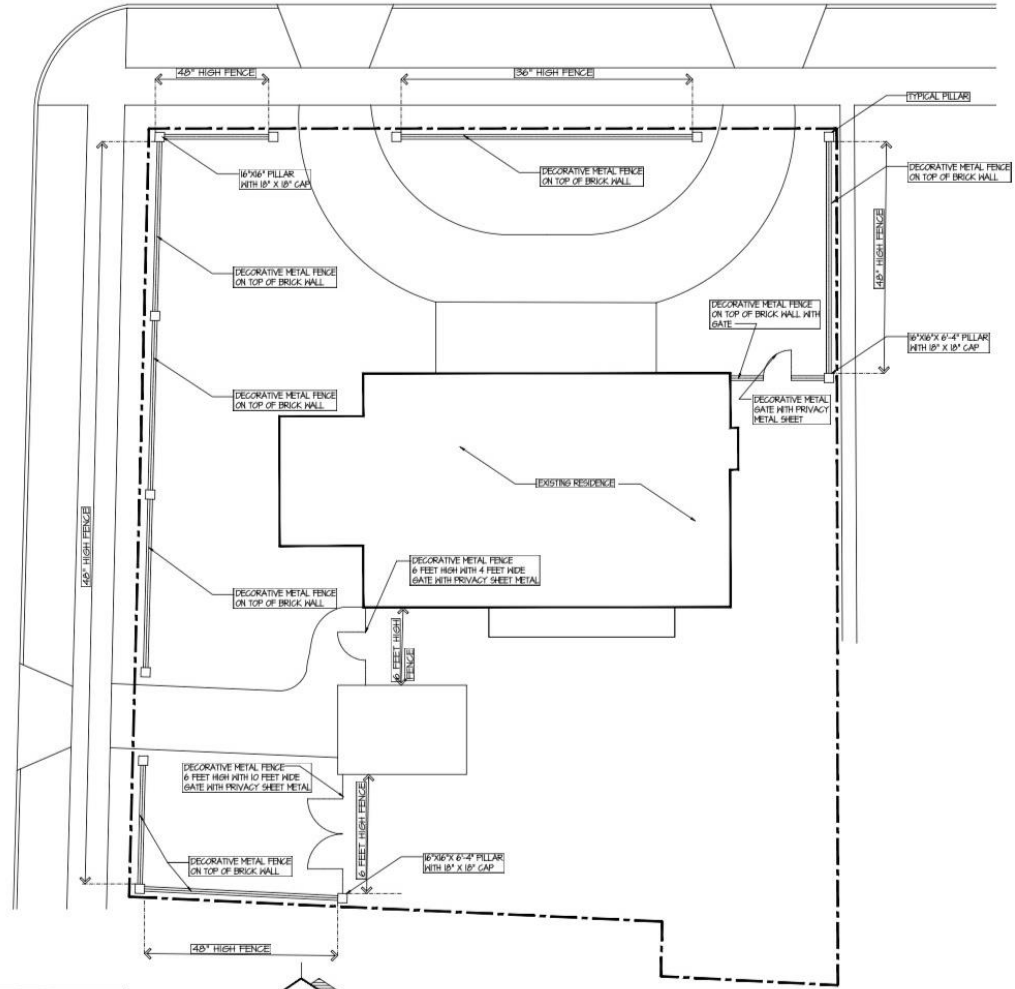 48" HIGH FENCE
36" HIGH FENCE
TYPICAL PILLAR
16"X16" PILLAR
WITH 18" X 18" CAP
DECORATIVE METAL FENCE
ON TOP OF BRICK WALL
DECORATIVE METAL FENCE
ON TOP OF BRICK WALL
48" HIGH FENCE
DECORATIVE METAL FENCE
ON TOP OF BRICK WALL
DECORATIVE METAL FENCE
ON TOP OF BRICK WALL WITH
GATE
16"X16"X 6'-4" PILLAR
WITH 18" X 18" CAP
DECORATIVE METAL FENCE
ON TOP OF BRICK WALL
DECORATIVE METAL
GATE WITH PRIVACY
METAL SHEET
EXISTING RESIDENCE
48" HIGH FENCE
DECORATIVE METAL FENCE
6 FEET HIGH WITH 4 FEET WIDE
GATE WITH PRIVACY SHEET METAL
DECORATIVE METAL FENCE
ON TOP OF BRICK WALL
6 FEET HIGH
FENCE
DECORATIVE METAL FENCE
6 FEET HIGH WITH 10 FEET WIDE
GATE WITH PRIVACY SHEET METAL
6 FEET HIGH FENCE
DECORATIVE METAL FENCE
ON TOP OF BRICK WALL
16"X16"X 6'-4" PILLAR
WITH 18" X 18" CAP
48" HIGH FENCE